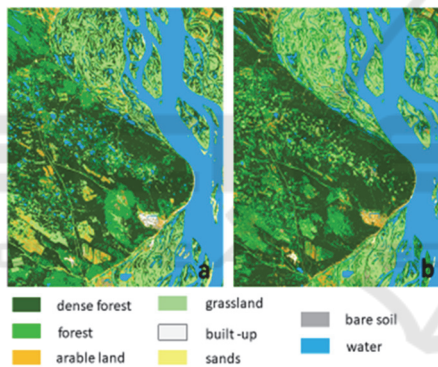 a b
dense forest grassland
forest built-up bare soil
arable land sands water